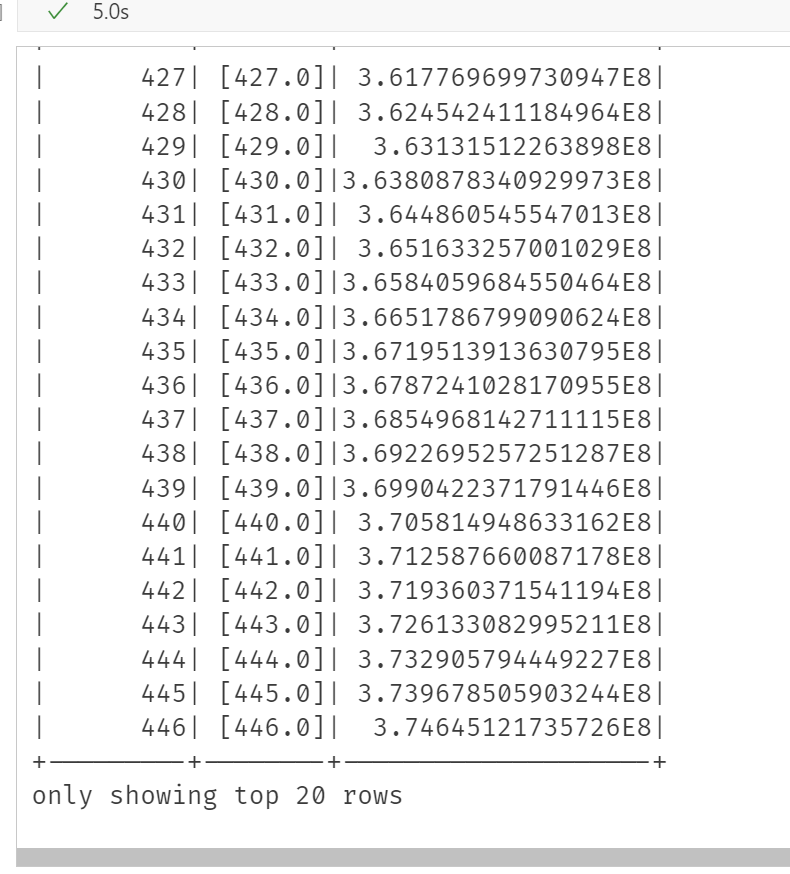 5.0s
|       427| [427.0]| 3.617769699730947E8|
|       428| [428.0]| 3.624542411184964E8|
|       429| [429.0]|  3.63131512263898E8|
|       430| [430.0]|3.6380878340929973E8|
|       431| [431.0]| 3.644860545547013E8|
|       432| [432.0]| 3.651633257001029E8|
|       433| [433.0]|3.6584059684550464E8|
|       434| [434.0]|3.6651786799090624E8|
|       435| [435.0]|3.6719513913630795E8|
|       436| [436.0]|3.6787241028170955E8|
|       437| [437.0]|3.6854968142711115E8|
|       438| [438.0]|3.6922695257251287E8|
|       439| [439.0]|3.6990422371791446E8|
|       440| [440.0]| 3.705814948633162E8|
|       441| [441.0]| 3.712587660087178E8|
|       442| [442.0]| 3.719360371541194E8|
|       443| [443.0]| 3.726133082995211E8|
|       444| [444.0]| 3.732905794449227E8|
|       445| [445.0]| 3.739678505903244E8|
|       446| [446.0]|  3.74645121735726E8|
+----------+--------+--------------------+
only showing top 20 rows